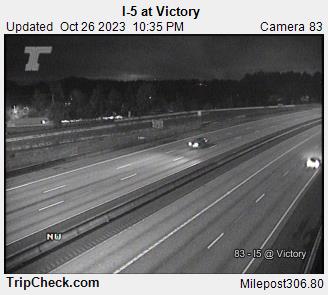 I-5 at Victory
Updated Oct 26 2023 10:35 PM Camera 83
T
NW
83 - I5 @ Victory
TripCheck.com Milepost306.80